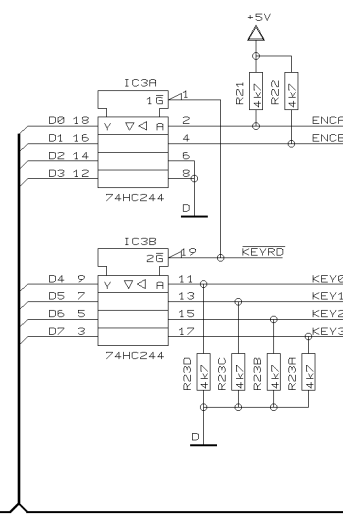 +5V
IC3A
1G 1
R21 4k7
R22 4k7
D0 18 Y A 2 ENCA
D1 16 4 ENCB
D2 14 6
D3 12 8
74HC244
D
IC3B
2G 19 KEYRD
D4 9 Y A 11 KEY0
D5 7 13 KEY1
D6 5 15 KEY2
D7 3 17 KEY3
74HC244
R23D 4k7
R23C 4k7
R23B 4k7
R23A 4k7
D